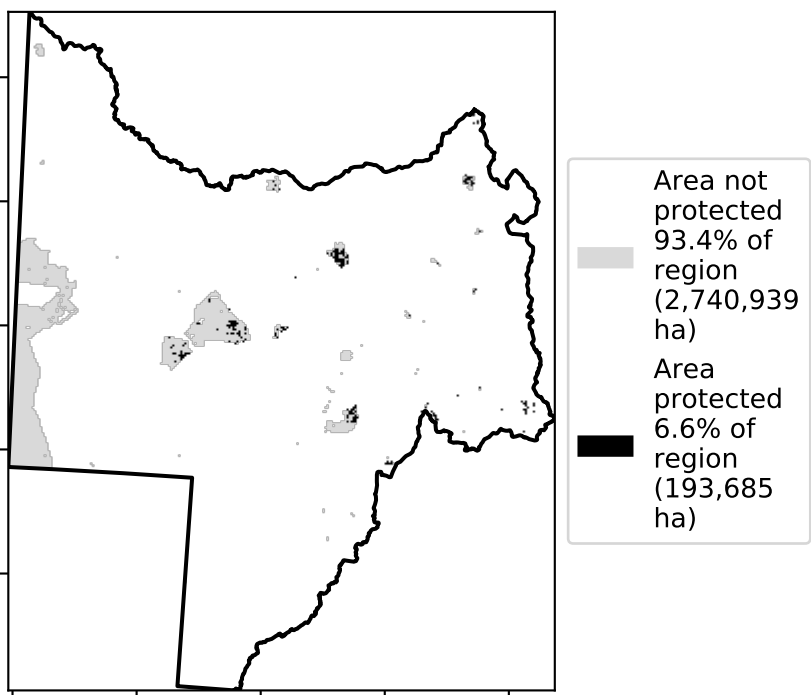 Area not
protected
93.4% of
region
(2,740,939
ha)
Area
protected
6.6% of
region
(193,685
ha)